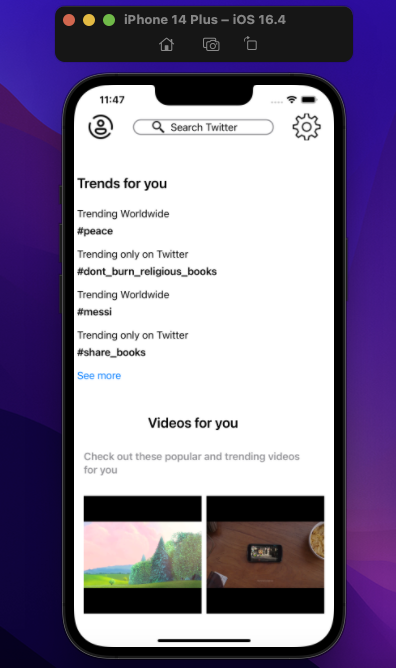 iPhone 14 Plus – iOS 16.4
11:47
Search Twitter
Trends for you
Trending Worldwide
#peace
Trending only on Twitter
#dont_burn_religious_books
Trending Worldwide
#messi
Trending only on Twitter
#share_books
See more
Videos for you
Check out these popular and trending videos
for you